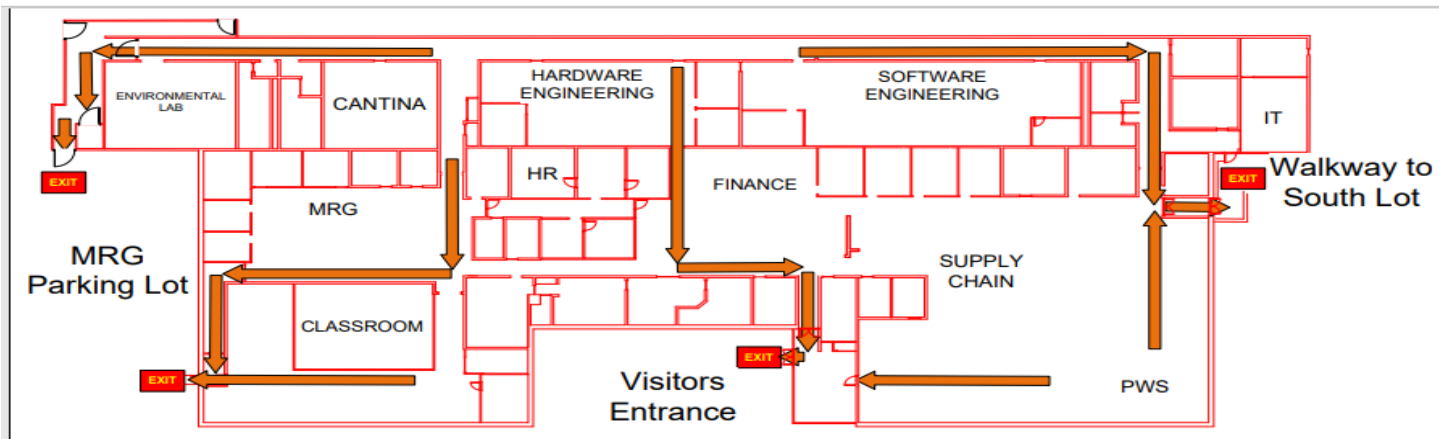 HARDWARE
ENGINEERING
SOFTWARE
ENGINEERING
ENVIRONMENTAL
LAB
CANTINA
IT
EXIT
HR
FINANCE
EXIT
Walkway to
South Lot
MRG
MRG
Parking Lot
SUPPLY
CHAIN
CLASSROOM
EXIT
EXIT
Visitors
Entrance
PWS